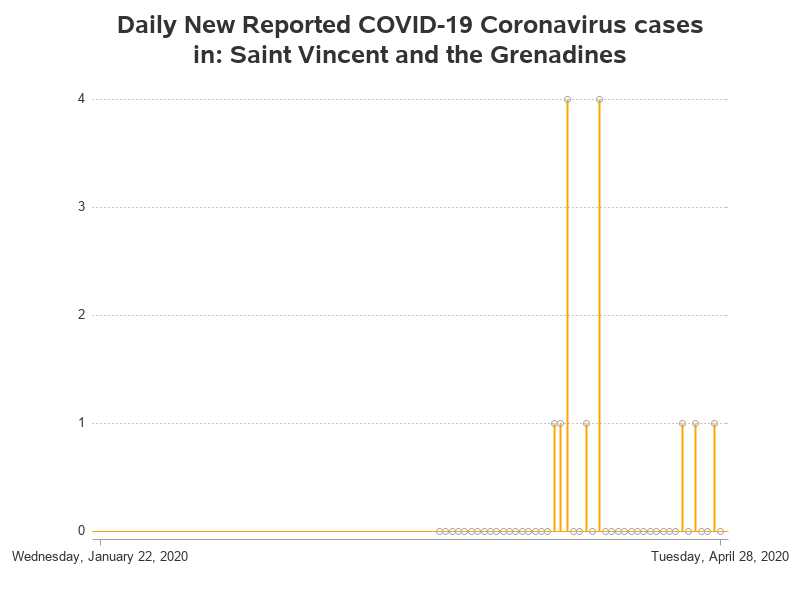 Daily New Reported COVID-19 Coronavirus cases
in: Saint Vincent and the Grenadines
4
3
2
1
0
Wednesday, January 22, 2020
Tuesday, April 28, 2020